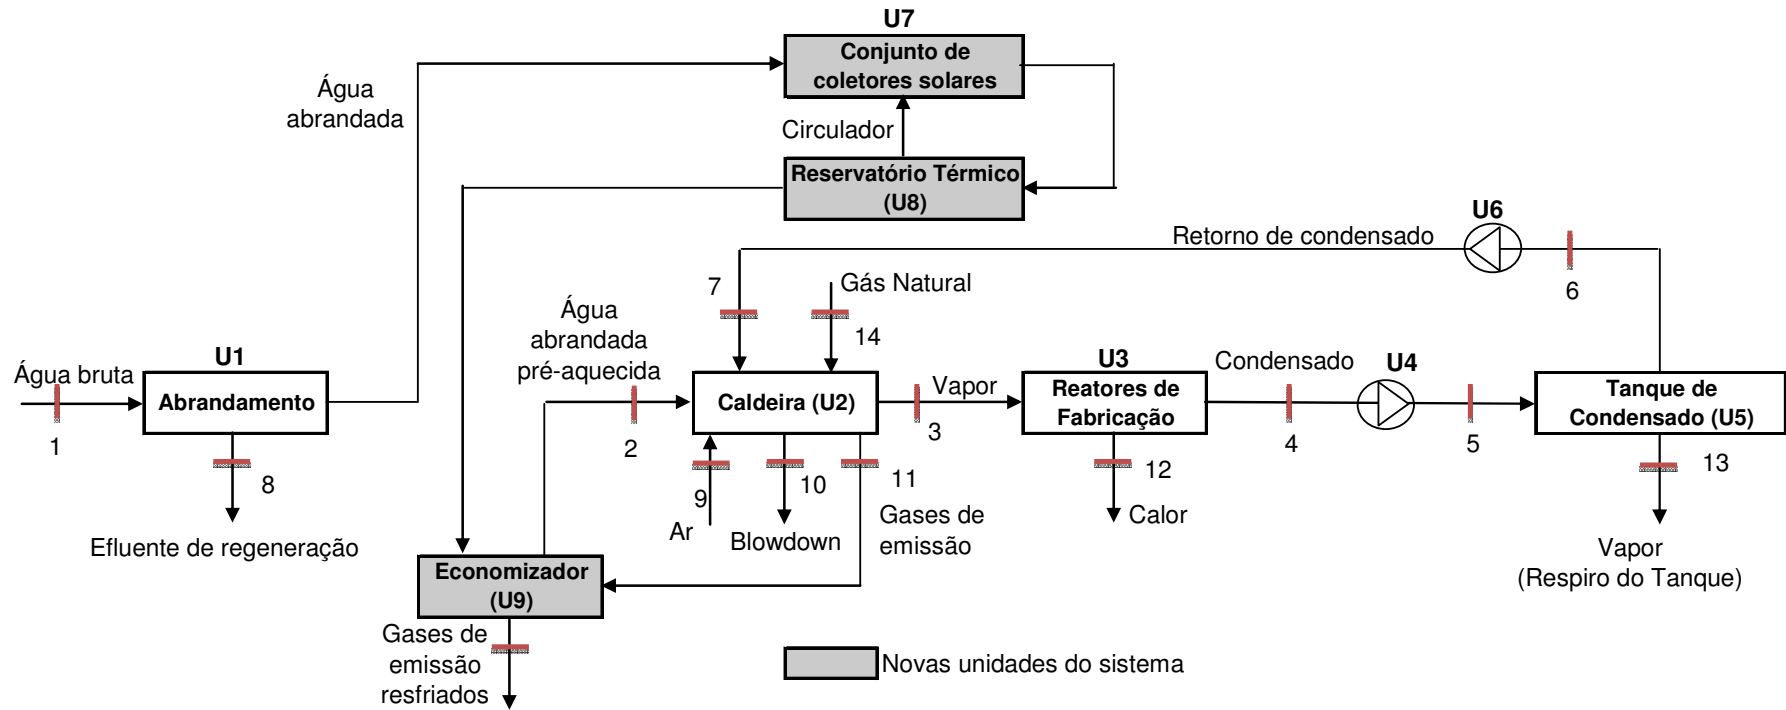 U7
Conjunto de
coletores solares
Água
abrandada
Circulador
Reservatório Térmico
(U8)
U6
Retorno de condensado
6
7
Gás Natural
14
Água
abrandada
pré-aquecida
U1
Água bruta
Abrandamento
1
8
Efluente de regeneração
2
Caldeira (U2)
Vapor
3
U3
Reatores de
Fabricação
Condensado
4
U4
5
Tanque de
Condensado (U5)
9
Ar
10
Blowdown
11
Gases de
emissão
12
Calor
13
Vapor
(Respiro do Tanque)
Economizador
(U9)
Gases de
emissão
resfriados
Novas unidades do sistema